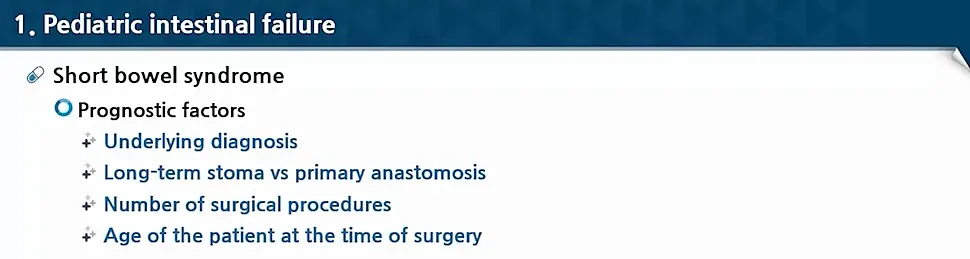 1. Pediatric intestinal failure
Short bowel syndrome
Prognostic factors
Underlying diagnosis
Long-term stoma vs primary anastomosis
Number of surgical procedures
Age of the patient at the time of surgery